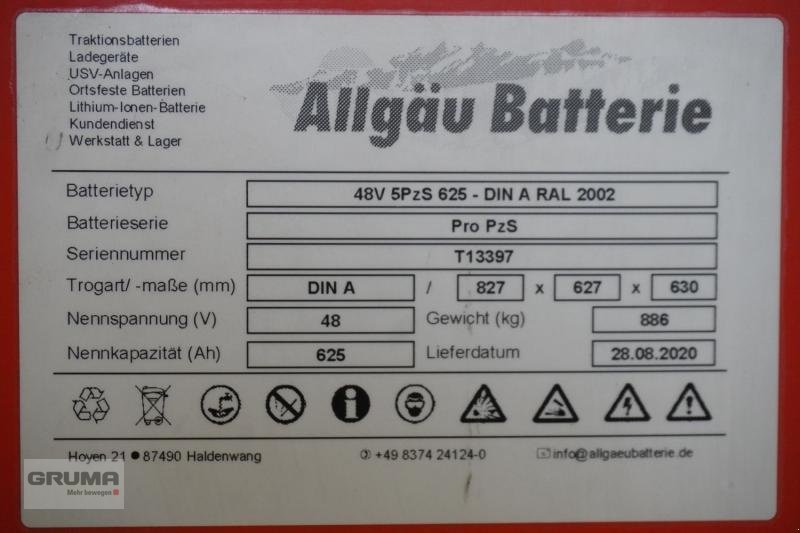 Traktionsbatterien
Ladegeräte
USV-Anlagen
Ortsfeste Batterien
Lithium-Ionen-Batterie
Kundendienst
Werkstatt & Lager
Allgäu Batterie
Batterietyp 48V 5PzS 625 - DIN A RAL 2002
Batterieserie Pro PzS
Seriennummer T13397
Trogart/ -maße (mm) DIN A / 827 x 627 x 630
Nennspannung (V) 48 Gewicht (kg) 886
Nennkapazität (Ah) 625 Lieferdatum 28.08.2020
Hoyen 21 ● 87490 Haldenwang +49 8374 24124-0 info@allgaeubatterie.de
GRUMA
Mehr bewegen